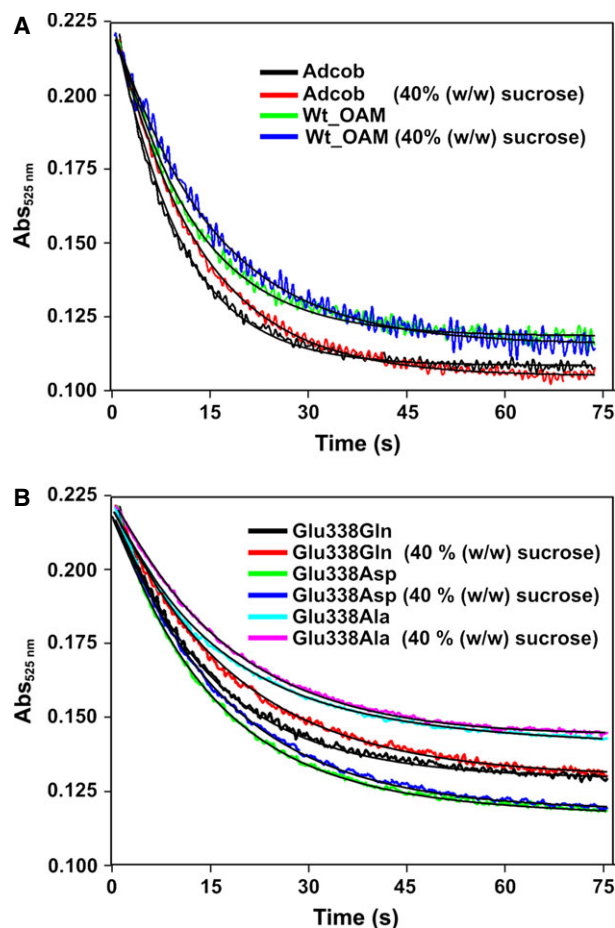 A
0.225
0.200
0.175
0.150
0.125
0.100
Abs525 nm
Adcob
Adcob (40% (w/w) sucrose)
Wt_OAM
Wt_OAM (40% (w/w) sucrose)
0 15 30 45 60 75
Time (s)
B
0.225
0.200
0.175
0.150
0.125
0.100
Abs525 nm
Glu338Gln
Glu338Gln (40 % (w/w) sucrose)
Glu338Asp
Glu338Asp (40 % (w/w) sucrose)
Glu338Ala
Glu338Ala (40 % (w/w) sucrose)
0 15 30 45 60 75
Time (s)